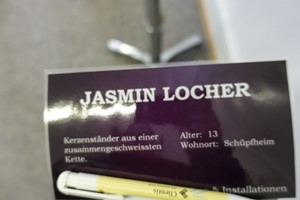 JASMIN LOCHER
Kerzenständer aus einer
zusammengeschweissten
Kette.
Alter: 13
Wohnort: Schüpfheim
Installationen